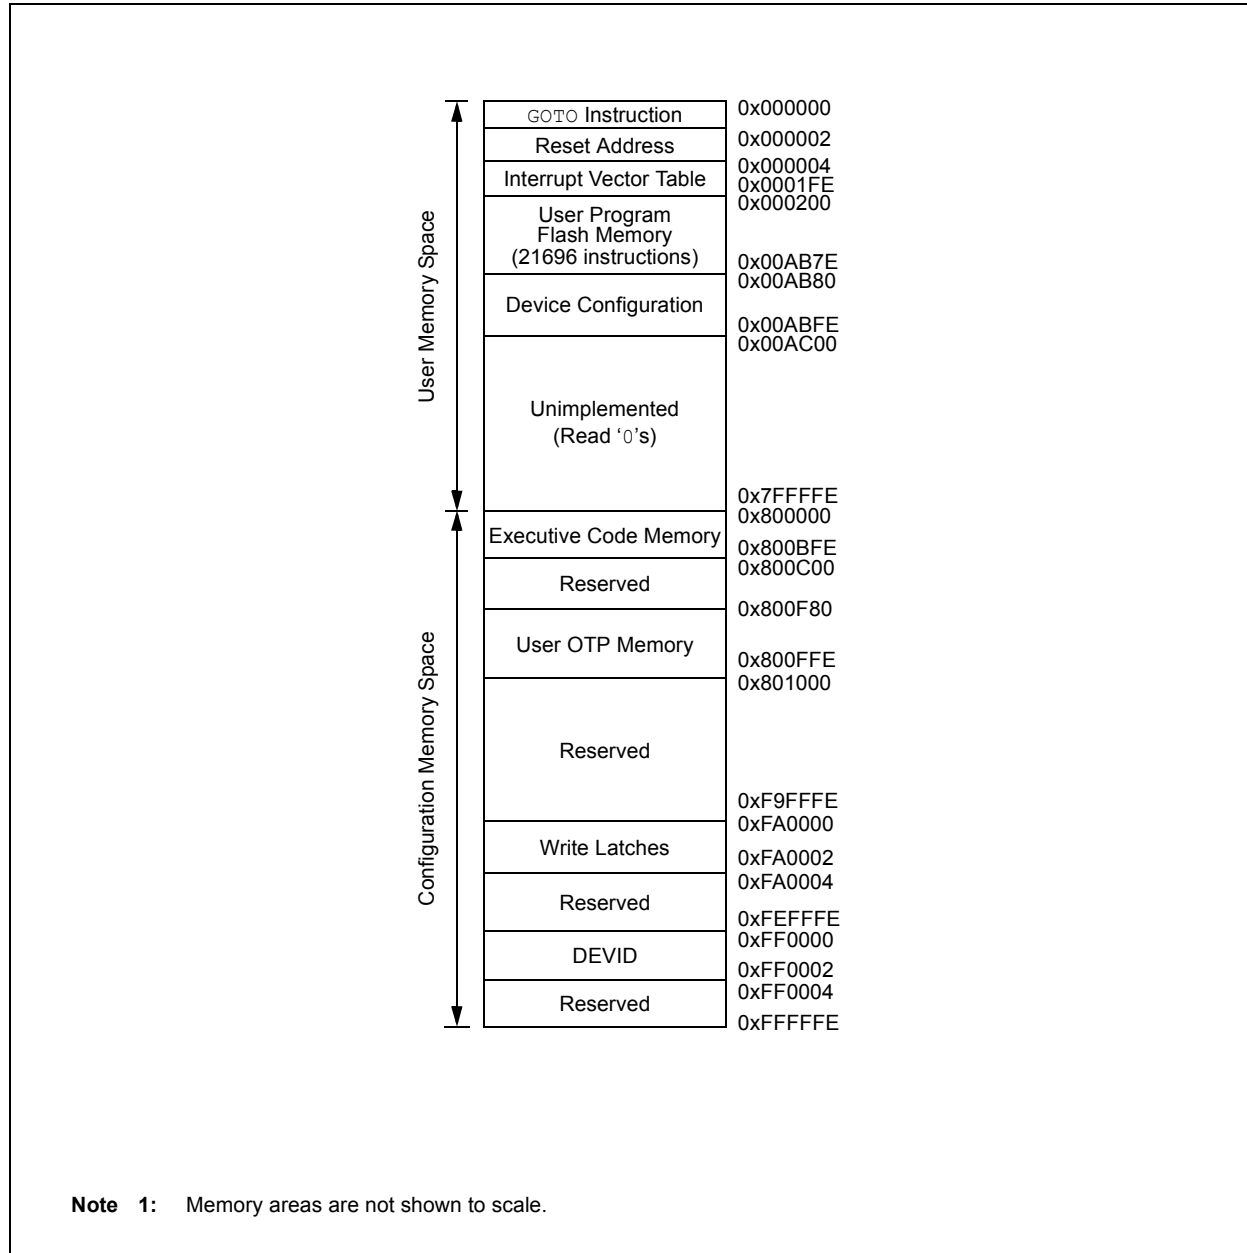 GOTO Instruction
0x000000
Reset Address
0x000002
Interrupt Vector Table
0x000004
0x0001FE
User Program
Flash Memory
(21696 instructions)
0x000200
0x00AB7E
Device Configuration
0x00AB80
0x00ABFE
Unimplemented
(Read ‘0’s)
0x00AC00
0x7FFFFE
User Memory Space
Executive Code Memory
0x800000
0x800BFE
Reserved
0x800C00
User OTP Memory
0x800F80
0x800FFE
Reserved
0x801000
0xF9FFFE
Write Latches
0xFA0000
0xFA0002
Reserved
0xFA0004
0xFEFFFE
DEVID
0xFF0000
0xFF0002
Reserved
0xFF0004
0xFFFFFE
Configuration Memory Space
Note 1: Memory areas are not shown to scale.